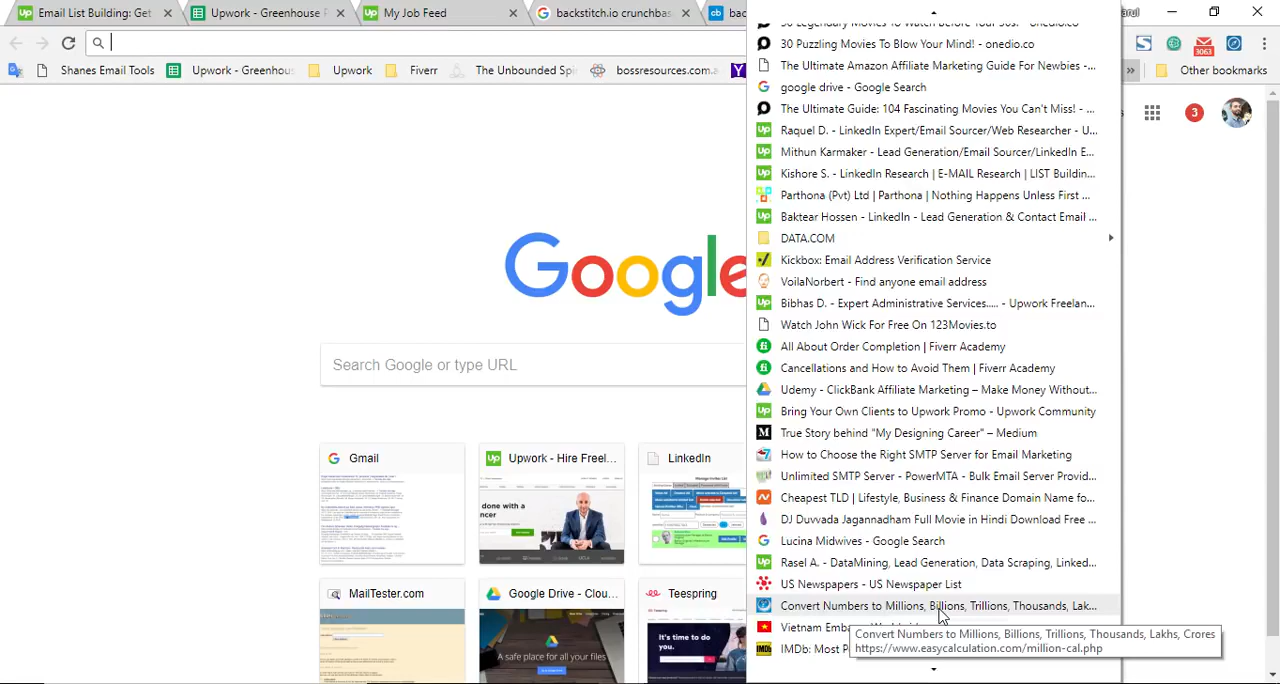 Email List Building: Get
Upwork - Greenhouse P
My Job Feed
backstitch.io crunchbas
Shanes Email Tools
Upwork - Greenhous
Upwork
Fiverr
The Unbounded Spi
bossresources.com.a
Other bookmarks
3063
3
Google
Search Google or type URL
Gmail
Upwork - Hire Freel...
LinkedIn
MailTester.com
Google Drive - Clou...
Teespring
A safe place for all your files
It's time to do
30 Legendary Movies To Watch Before Your 30s! - onedio.co
30 Puzzling Movies To Blow Your Mind! - onedio.co
The Ultimate Amazon Affiliate Marketing Guide For Newbies -...
google drive - Google Search
The Ultimate Guide: 104 Fascinating Movies You Can't Miss! - ...
Raquel D. - LinkedIn Expert/Email Sourcer/Web Researcher - U...
Mithun Karmaker - Lead Generation/Email Sourcer/LinkedIn E...
Kishore S. - LinkedIn Research | E-MAIL Research | LIST Buildin...
Parthona (Pvt) Ltd | Parthona | Nothing Happens Unless First ...
Baktear Hossen - LinkedIn - Lead Generation & Contact Email ...
DATA.COM
Kickbox: Email Address Verification Service
VoilaNorbert - Find anyone email address
Bibhas D. - Expert Administrative Services..... - Upwork Freelan...
Watch John Wick For Free On 123Movies.to
All About Order Completion | Fiverr Academy
Cancellations and How to Avoid Them | Fiverr Academy
Udemy - ClickBank Affiliate Marketing – Make Money Without...
Bring Your Own Clients to Upwork Promo - Upwork Community
True Story behind "My Designing Career" – Medium
How to Choose the Right SMTP Server for Email Marketing
Premium SMTP Server - PowerMTA - Bulk Email Server Provid...
Cheapest TLD | Lifestyle, Business & Finance Domain Name fo...
Duvvada Jagannadham Full Movie in Hindi Download Free ...
Lucina Midwives - Google Search
Rasel A. - DataMining, Lead Generation, Data Scraping, Linked...
US Newspapers - US Newspaper List
Convert Numbers to Millions, Billions, Trillions, Thousands, Lak...
Convert Numbers to Millions, Billions, Trillions, Thousands, Lakhs, Crores
https://www.easycalculation.com/million-cal.php